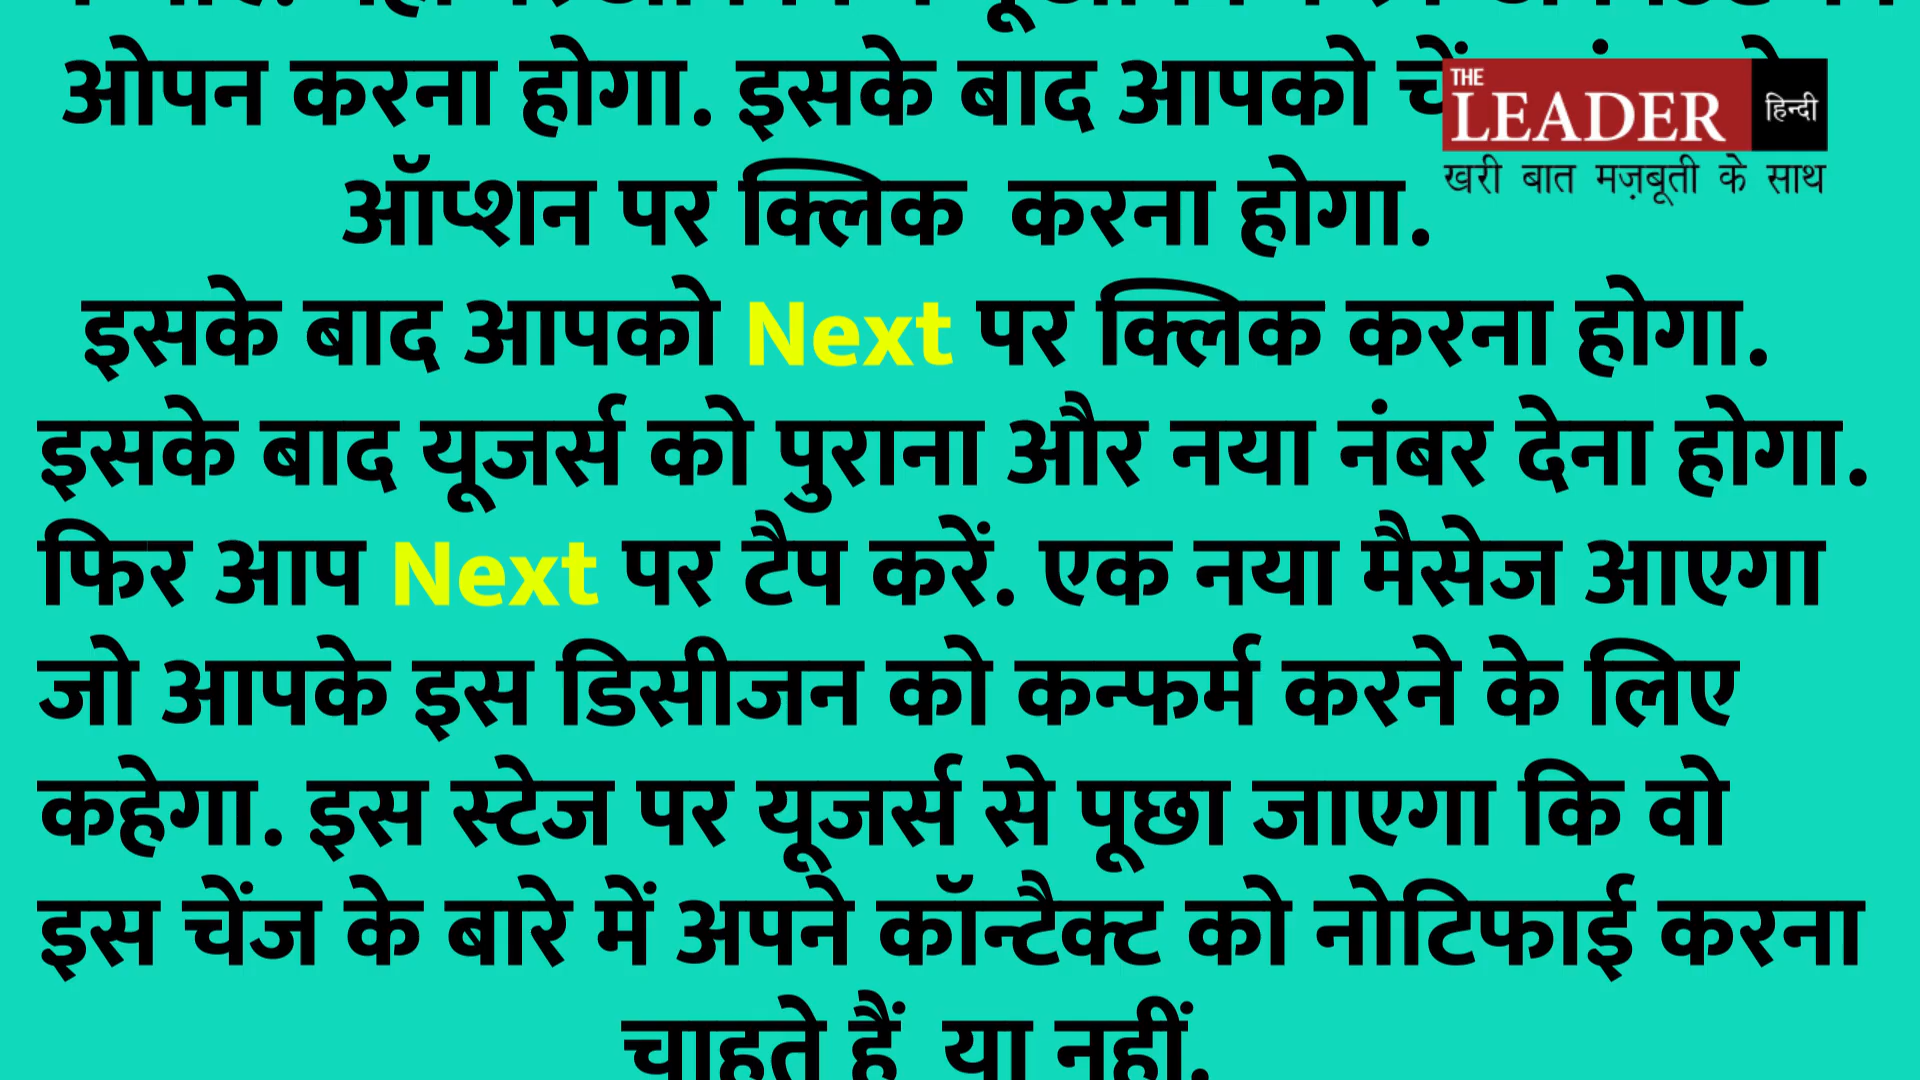 ओपन करना होगा. इसके बाद आपको
ऑप्शन पर क्लिक करना होगा.
इसके बाद आपको Next पर क्लिक करना होगा.
इसके बाद यूजर्स को पुराना और नया नंबर देना होगा.
फिर आप Next पर टैप करें. एक नया मैसेज आएगा
जो आपके इस डिसीजन को कन्फर्म करने के लिए
कहेगा. इस स्टेज पर यूजर्स से पूछा जाएगा कि वो
इस चेंज के बारे में अपने कॉन्टैक्ट को नोटिफाई करना
चाहते हैं या नहीं.
THE
LEADER हिन्दी
खरी बात मज़बूती के साथ